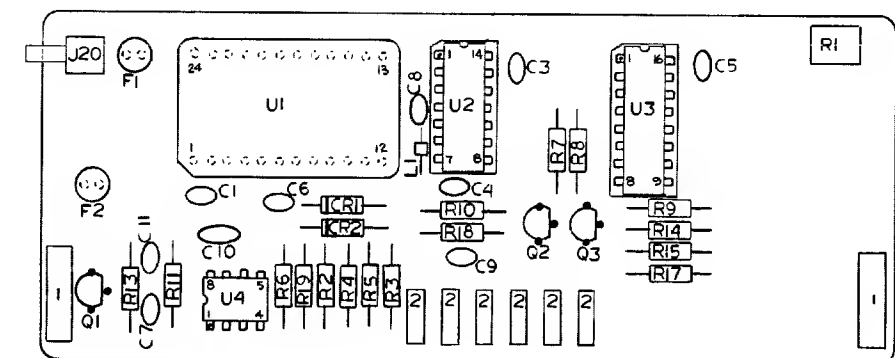 J20
F1
24
13
U1
1
12
C8
L1
1
14
U2
7
8
C3
1
16
U3
8
9
C5
R1
R7
R8
F2
C1
C6
C4
CR1
CR2
R10
R18
R9
R14
R15
R17
Q2
Q3
C10
C9
C11
C7
1
Q1
R13
R11
8
5
U4
1
4
R6
R19
R2
R4
R5
R3
2
2
2
2
2
2
1